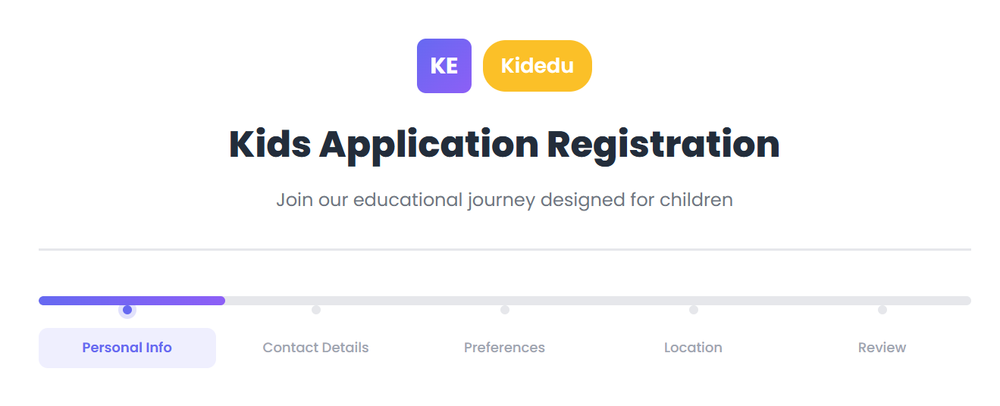 KE Kidedu
Kids Application Registration
Join our educational journey designed for children
Personal Info Contact Details Preferences Location Review